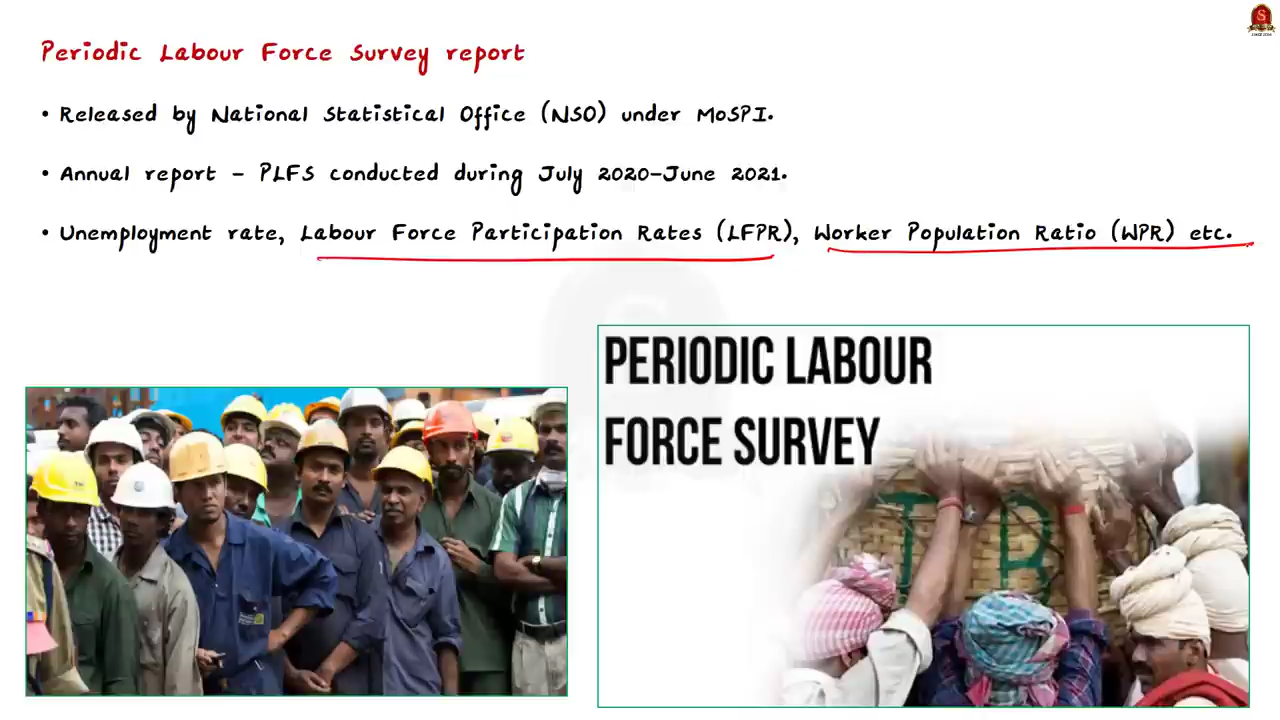 Periodic Labour Force Survey report
• Released by National Statistical Office (NSO) under MoSPI.
• Annual report – PLFS conducted during July 2020–June 2021.
• Unemployment rate, Labour Force Participation Rates (LFPR), Worker Population Ratio (WPR) etc.
PERIODIC LABOUR
FORCE SURVEY